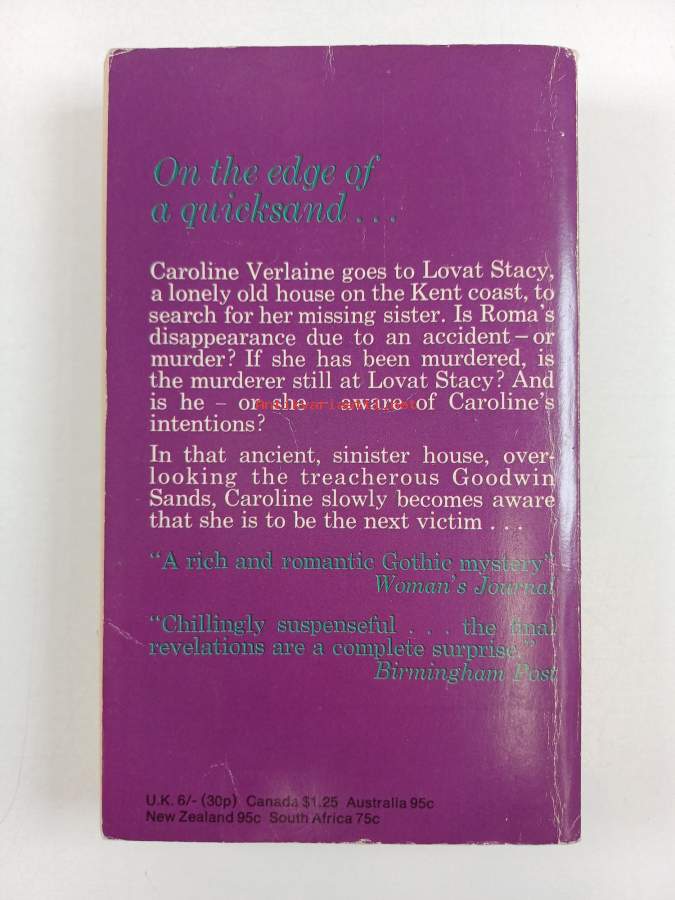 On the edge of
a quicksand . . .
Caroline Verlaine goes to Lovat Stacy,
a lonely old house on the Kent coast, to
search for her missing sister. Is Roma's
disappearance due to an accident – or
murder? If she has been murdered, is
the murderer still at Lovat Stacy? And
is he – or she – aware of Caroline's
intentions?
In that ancient, sinister house, over-
looking the treacherous Goodwin
Sands, Caroline slowly becomes aware
that she is to be the next victim . . .
"A rich and romantic Gothic mystery"
Woman's Journal
"Chillingly suspenseful . . . the final
revelations are a complete surprise."
Birmingham Post
U.K. 6/- (30p) Canada $1.25 Australia 95c
New Zealand 95c South Africa 75c